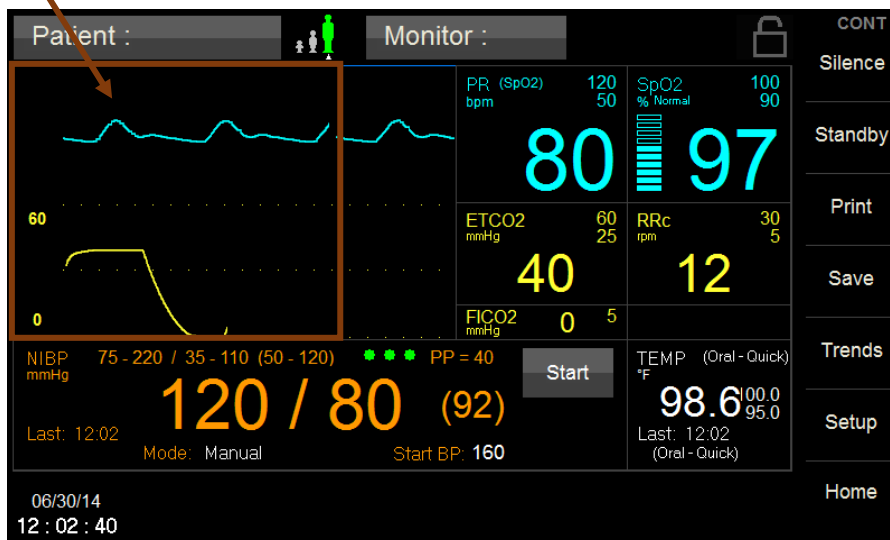 Patient :
Monitor :
CONT
Silence
Standby
Print
Save
Trends
Setup
Home
PR (SpO2) 120
bpm 50
80
SpO2 100
% Normal 90
97
60
0
ETCO2 60
mmHg 25
40
RRc 30
rpm 5
12
FICO2 0 5
mmHg
NIBP 75 - 220 / 35 - 110 (50 - 120) PP = 40
mmHg
120 / 80 (92)
Start
Last: 12:02
Mode: Manual Start BP: 160
TEMP (Oral - Quick)
°F
98.6 100.0
95.0
Last: 12:02
(Oral - Quick)
06/30/14
12 : 02 : 40